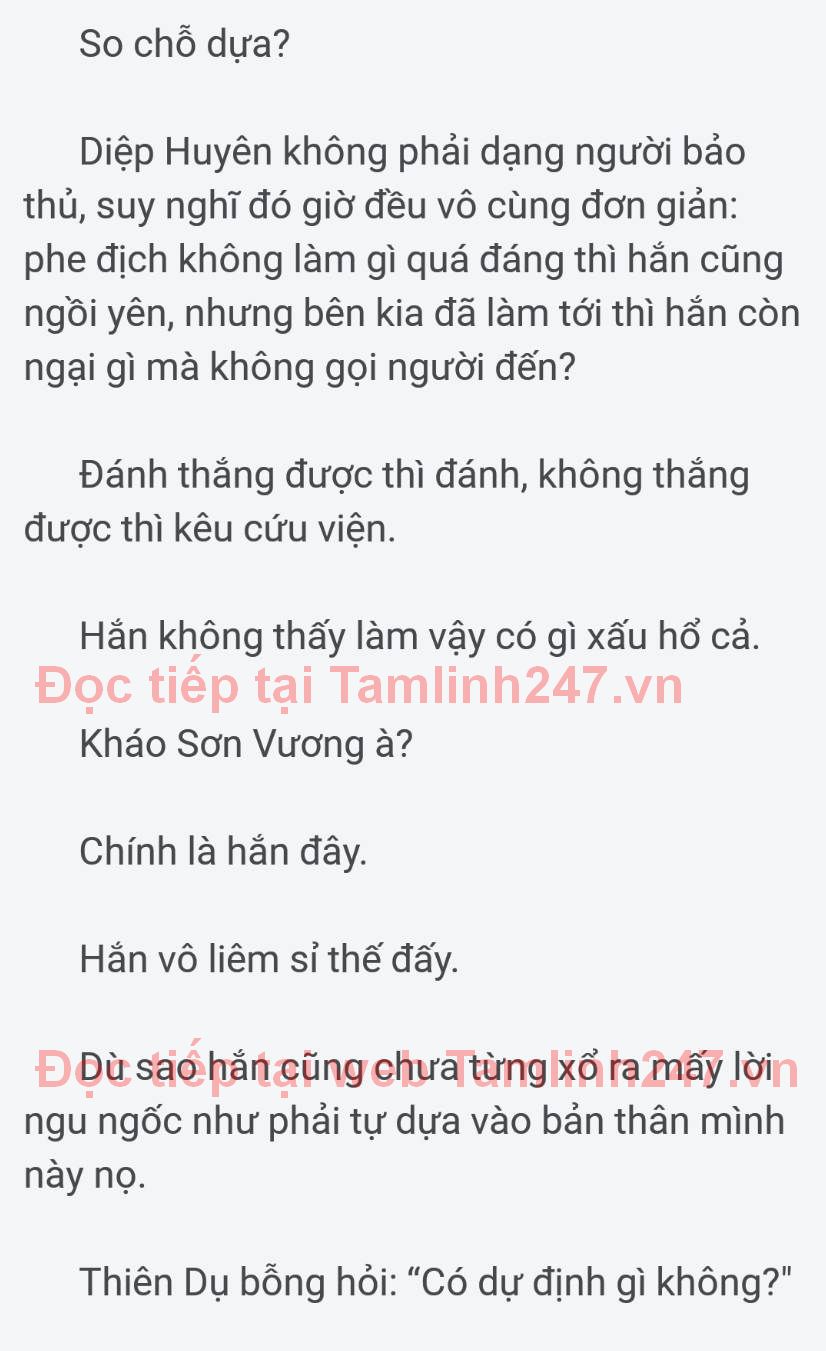 So chỗ dựa?
Diệp Huyên không phải dạng người bảo
thủ, suy nghĩ đó giờ đều vô cùng đơn giản:
phe địch không làm gì quá đáng thì hắn cũng
ngồi yên, nhưng bên kia đã làm tới thì hắn còn
ngại gì mà không gọi người đến?
Đánh thắng được thì đánh, không thắng
được thì kêu cứu viện.
Hắn không thấy làm vậy có gì xấu hổ cả.
Đọc tiếp tại Tamlinh247.vn
Kháo Sơn Vương à?
Chính là hắn đây.
Hắn vô liêm sỉ thế đấy.
Dù sao hắn cũng chưa từng xổ ra mấy lời
Đọc tiếp tại web Tamlinh247.vn
ngu ngốc như phải tự dựa vào bản thân mình
này nọ.
Thiên Dụ bỗng hỏi: “Có dự định gì không?"